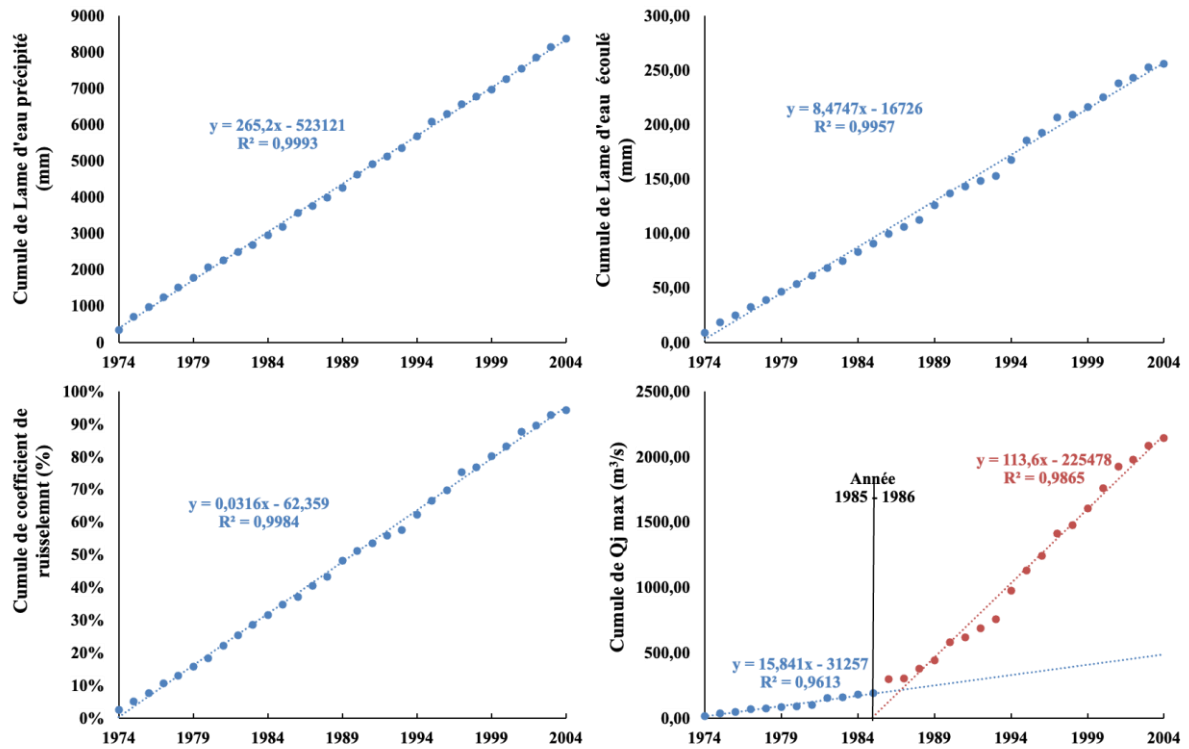 Cumule de Lame d'eau précipité
(mm)
9000
8000
7000
6000
5000
4000
3000
2000
1000
0
y = 265,2x - 523121
R² = 0,9993
1974 1979 1984 1989 1994 1999 2004
Cumule de Lame d'eau écoulé
(mm)
300,00
250,00
200,00
150,00
100,00
50,00
0,00
y = 8,4747x - 16726
R² = 0,9957
1974 1979 1984 1989 1994 1999 2004
Cumule de coefficient de
ruisselemnt (%)
100%
90%
80%
70%
60%
50%
40%
30%
20%
10%
0%
y = 0,0316x - 62,359
R² = 0,9984
1974 1979 1984 1989 1994 1999 2004
Cumule de Qj max (m³/s)
2500,00
2000,00
1500,00
1000,00
500,00
0,00
y = 113,6x - 225478
R² = 0,9865
Année
1985 - 1986
y = 15,841x - 31257
R² = 0,9613
1974 1979 1984 1989 1994 1999 2004